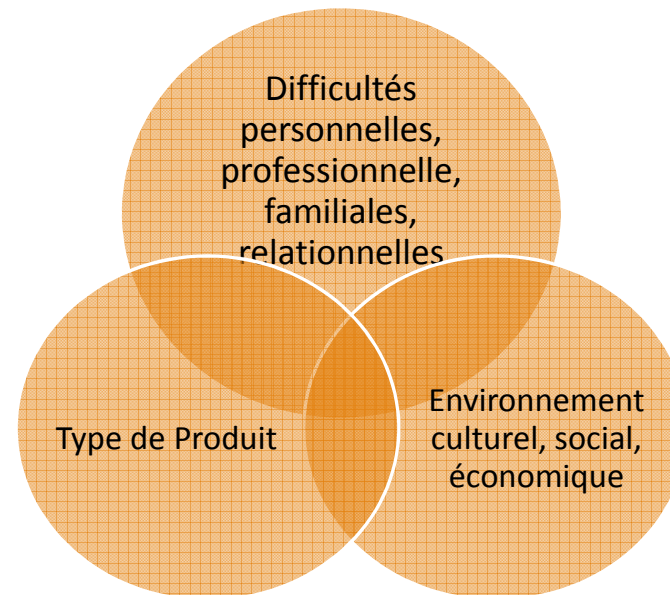 Difficultés
personnelles,
professionnelle,
familiales,
relationnelles
Type de Produit
Environnement
culturel, social,
économique